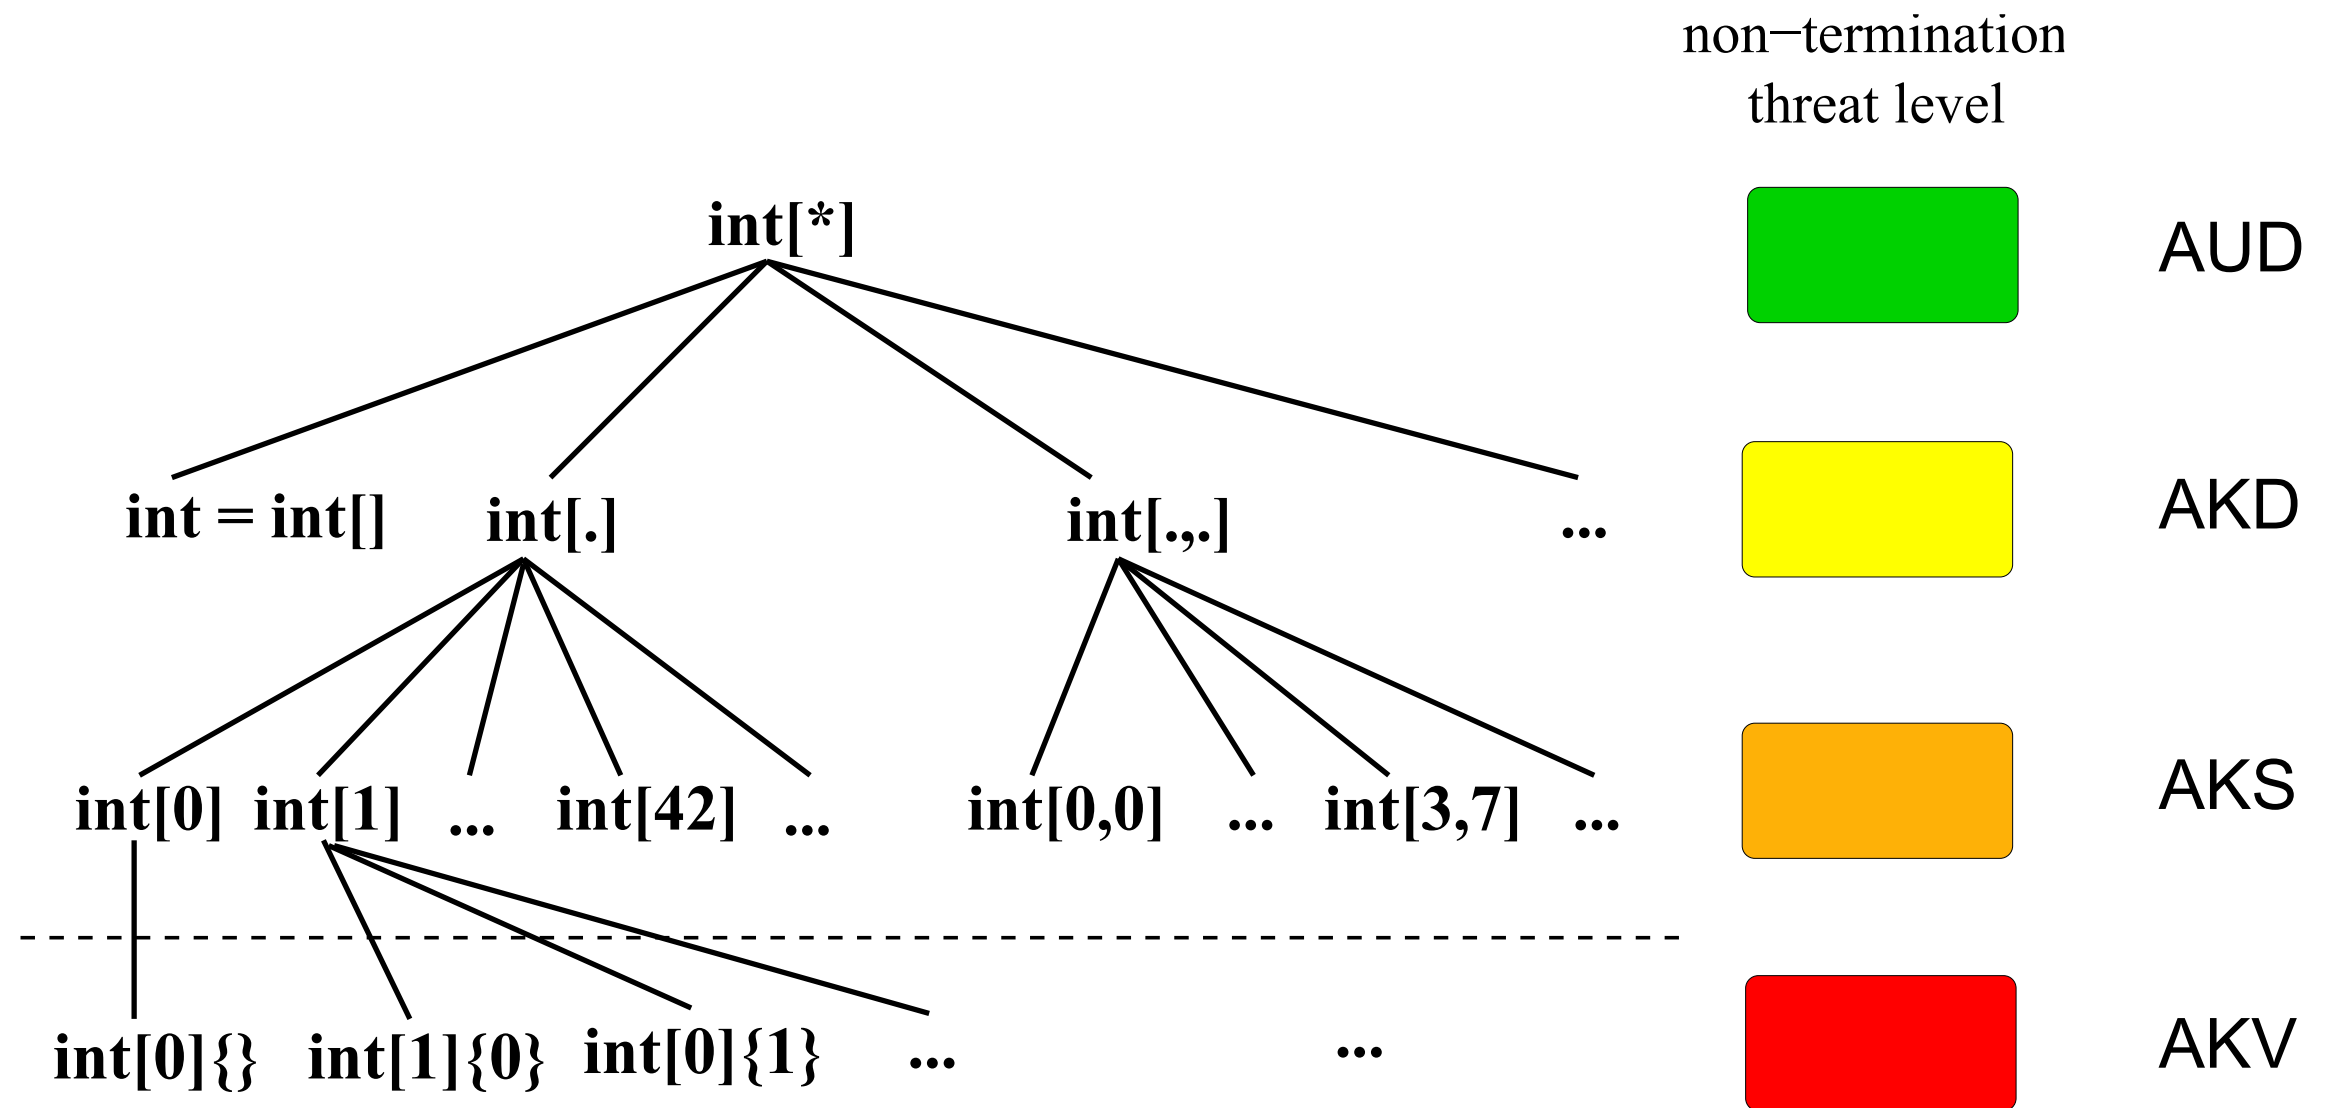 non−termination
threat level
int[*]
AUD
int = int[] int[.] int[.,.] ...
AKD
int[0] int[1] ... int[42] ... int[0,0] ... int[3,7] ...
AKS
int[0]{} int[1]{0} int[0]{1} ... ...
AKV